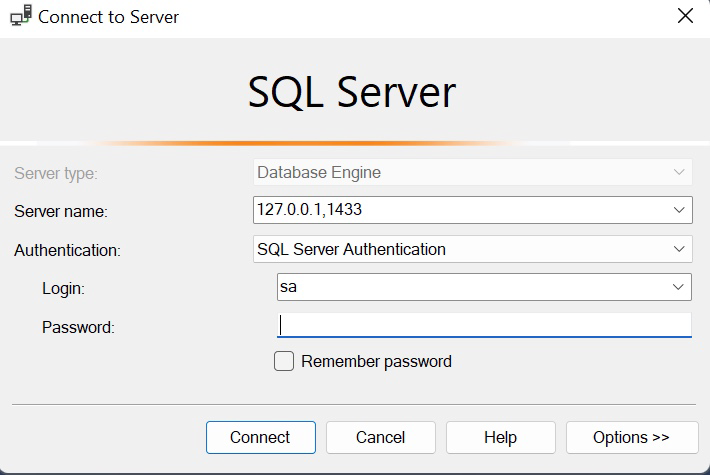 Connect to Server
SQL Server
Server type: Database Engine
Server name: 127.0.0.1,1433
Authentication: SQL Server Authentication
Login: sa
Password:
Remember password
Connect Cancel Help Options >>